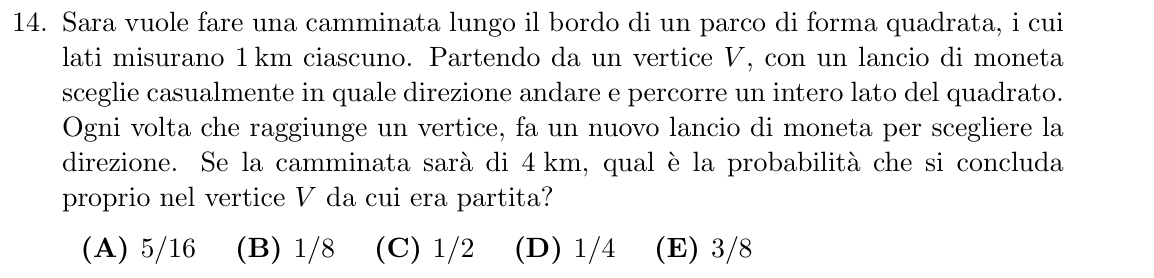 14. Sara vuole fare una camminata lungo il bordo di un parco di forma quadrata, i cui
lati misurano 1 km ciascuno. Partendo da un vertice V, con un lancio di moneta
sceglie casualmente in quale direzione andare e percorre un intero lato del quadrato.
Ogni volta che raggiunge un vertice, fa un nuovo lancio di moneta per scegliere la
direzione. Se la camminata sarà di 4 km, qual è la probabilità che si concluda
proprio nel vertice V da cui era partita?
(A) 5/16 (B) 1/8 (C) 1/2 (D) 1/4 (E) 3/8